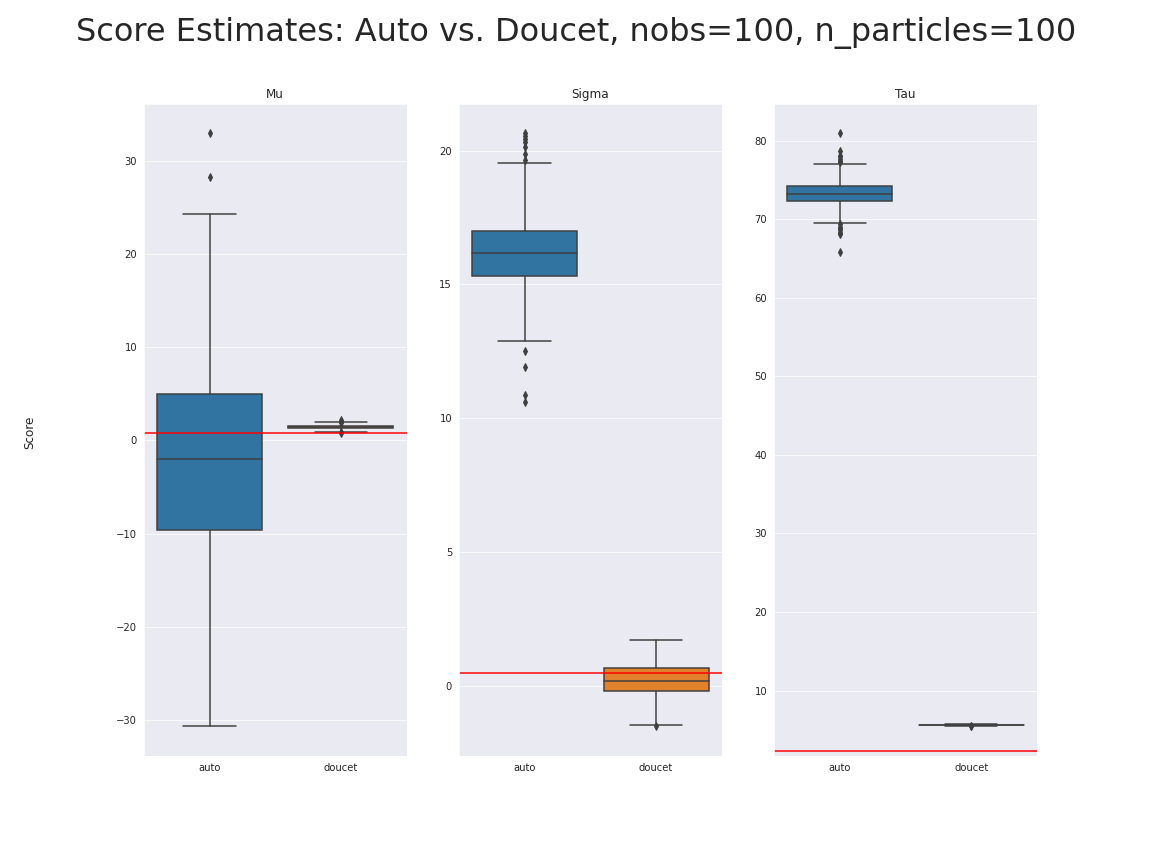 Score Estimates: Auto vs. Doucet, nobs=100, n_particles=100
Mu
Sigma
Tau
Score
30
20
10
0
−10
−20
−30
auto
doucet
20
15
10
5
0
auto
doucet
80
70
60
50
40
30
20
10
auto
doucet